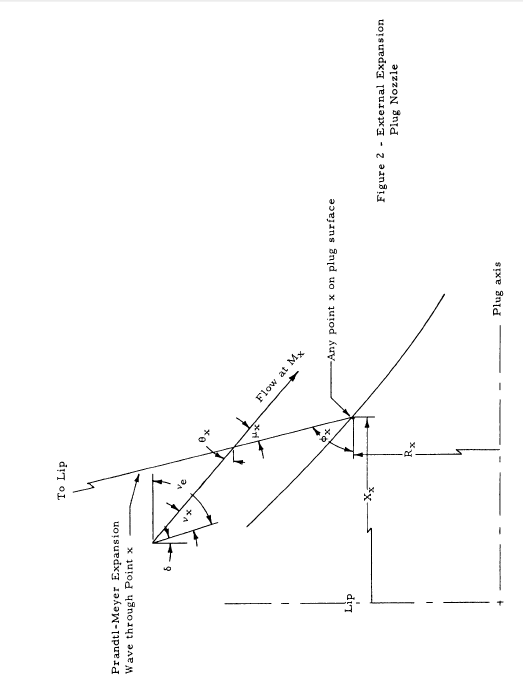 To Lip
Prandtl-Meyer Expansion
Wave through Point x
δ
νx
νe
θx
μx
Flow at Mx
φx
Any point x on plug surface
Xx
Rx
Lip
Plug axis
Figure 2 - External Expansion
Plug Nozzle